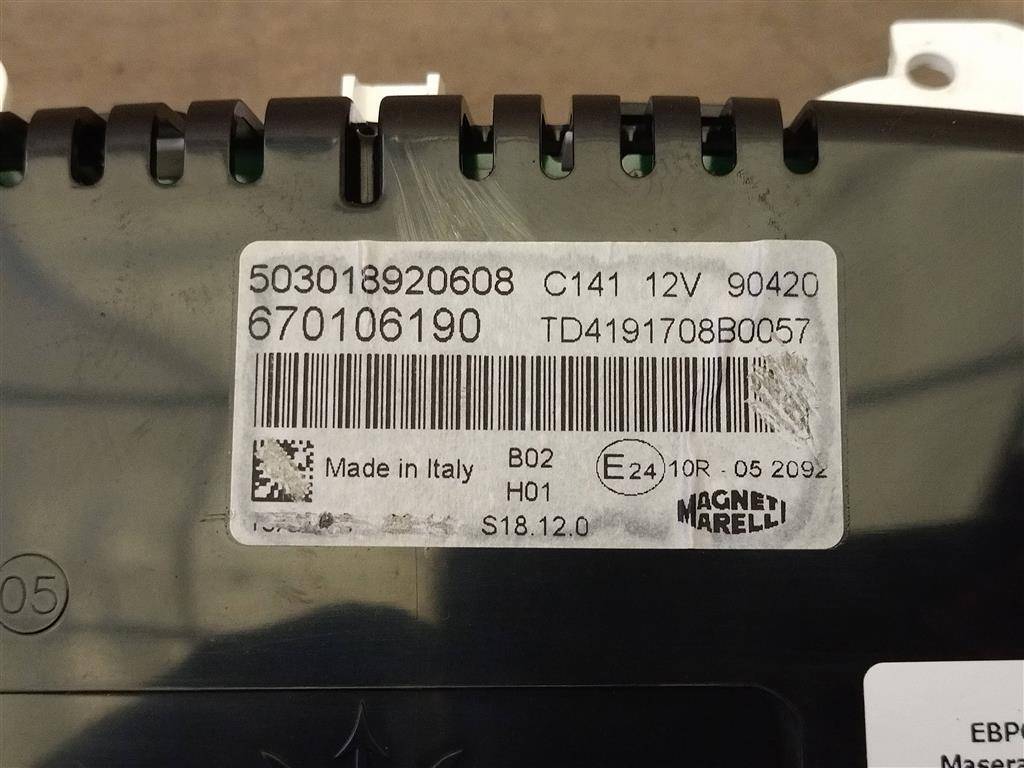 503018920608 C141 12V 90420
670106190 TD4191708B0057
Made in Italy B02 E24 10R - 05 2092
H01 MAGNETI MARELLI
S18.12.0
05